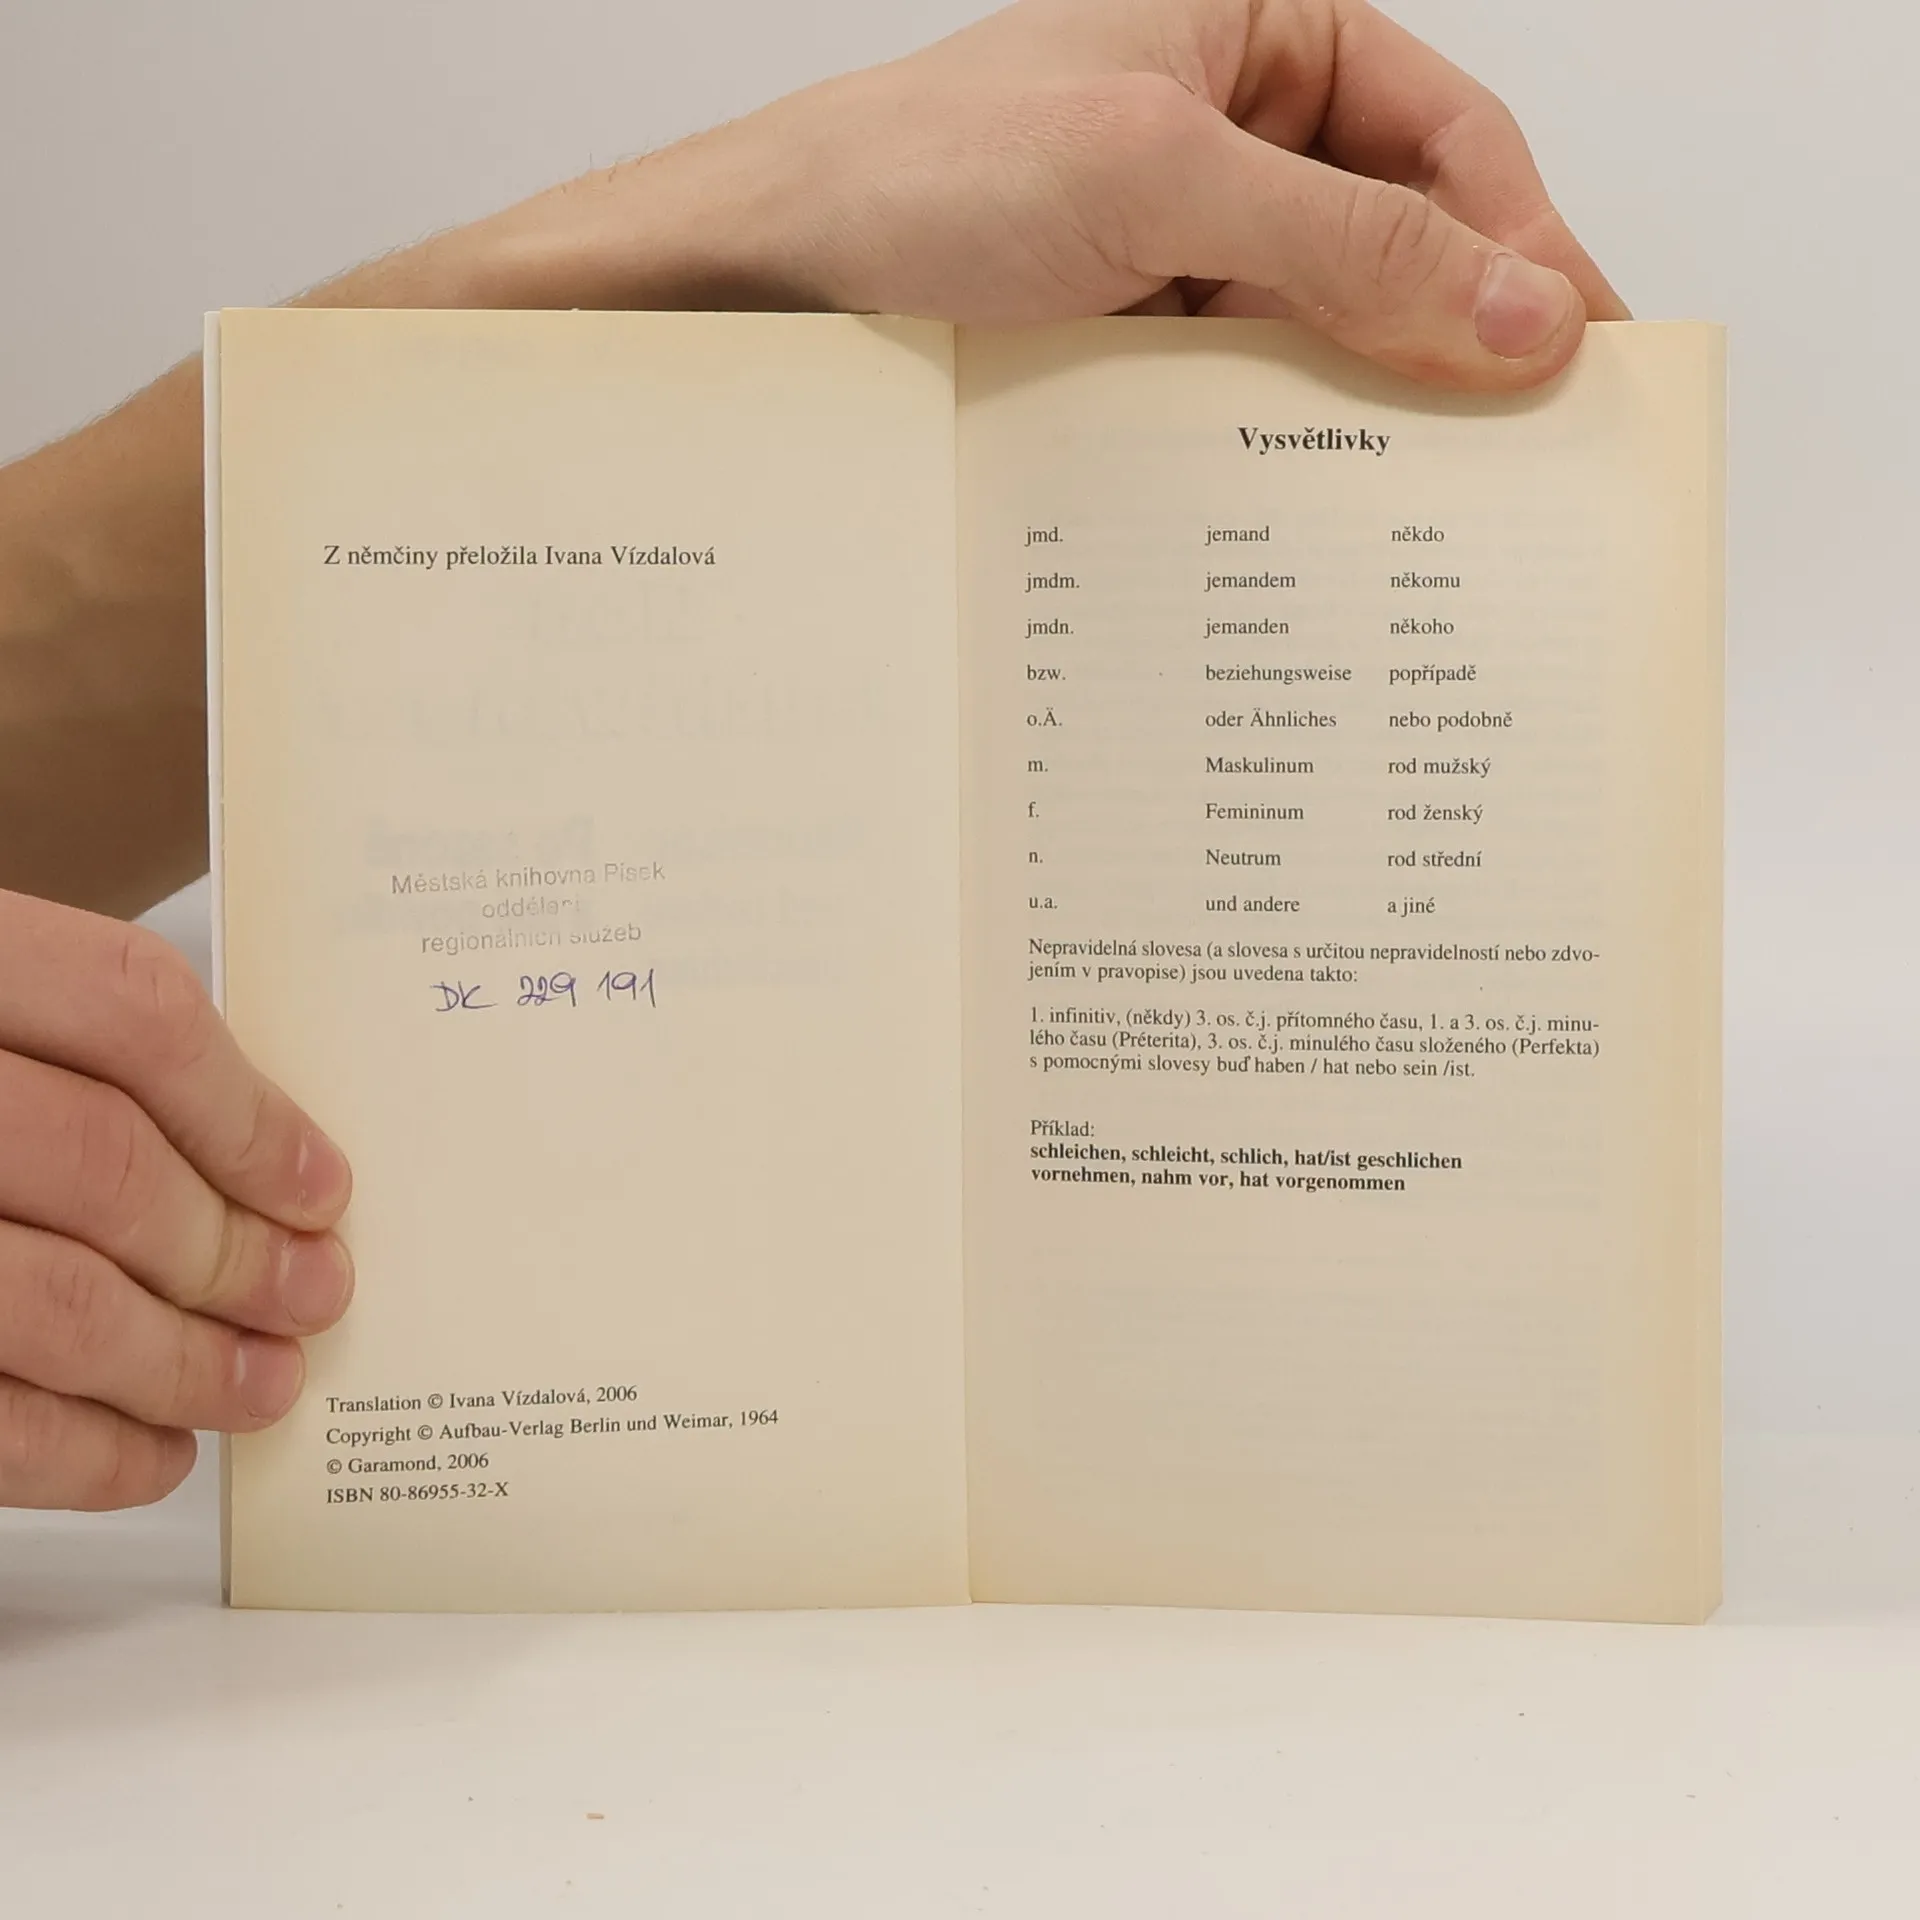 Z němčiny přeložila Ivana Vízdalová
Městská knihovna Písek
oddělení
regionálních služeb
DK 229 191
Translation © Ivana Vízdalová, 2006
Copyright © Aufbau-Verlag Berlin und Weimar, 1964
© Garamond, 2006
ISBN 80-86955-32-X
Vysvětlivky
jmd. jemand někdo
jmdm. jemandem někomu
jmdn. jemanden někoho
bzw. beziehungsweise popřípadě
o.Ä. oder Ähnliches nebo podobně
m. Maskulinum rod mužský
f. Femininum rod ženský
n. Neutrum rod střední
u.a. und andere a jiné
Nepravidelná slovesa (a slovesa s určitou nepravidelností nebo zdvo-
jením v pravopise) jsou uvedena takto:
1. infinitiv, (někdy) 3. os. č.j. přítomného času, 1. a 3. os. č.j. minu-
lého času (Préterita), 3. os. č.j. minulého času složeného (Perfekta)
s pomocnými slovesy buď haben / hat nebo sein /ist.
Příklad:
schleichen, schleicht, schlich, hat/ist geschlichen
vornehmen, nahm vor, hat vorgenommen